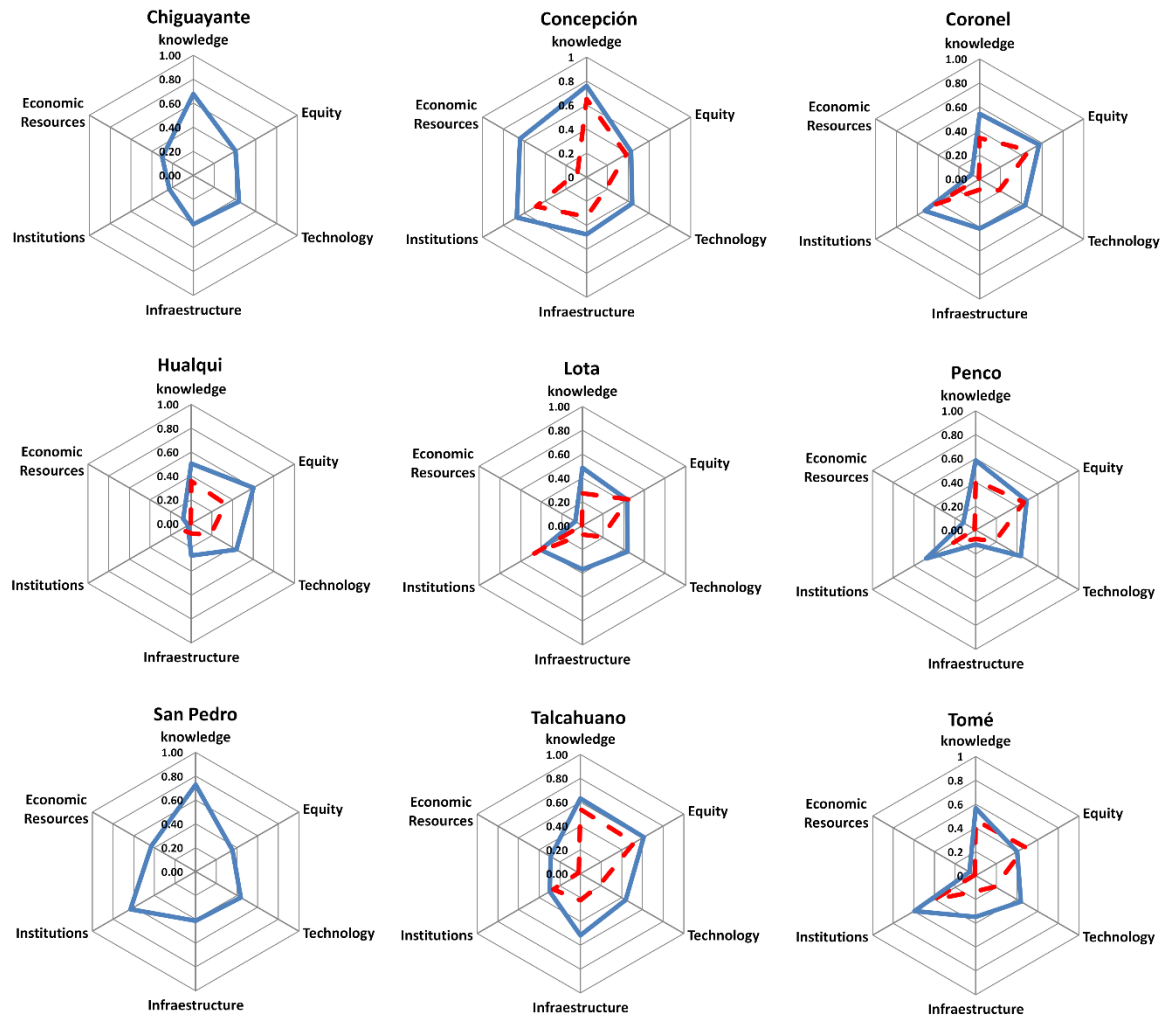 Chiguayante
knowledge
1.00
0.80
0.60
0.40
0.20
0.00
Economic
Resources
Equity
Institutions
Technology
Infraestructure
Concepción
knowledge
1
0.8
0.6
0.4
0.2
0
Economic
Resources
Equity
Institutions
Technology
Infraestructure
Coronel
knowledge
1.00
0.80
0.60
0.40
0.20
0.00
Economic
Resources
Equity
Institutions
Technology
Infraestructure
Hualqui
knowledge
1.00
0.80
0.60
0.40
0.20
0.00
Economic
Resources
Equity
Institutions
Technology
Infraestructure
Lota
knowledge
1.00
0.80
0.60
0.40
0.20
0.00
Economic
Resources
Equity
Institutions
Technology
Infraestructure
Penco
knowledge
1.00
0.80
0.60
0.40
0.20
0.00
Economic
Resources
Equity
Institutions
Technology
Infraestructure
San Pedro
knowledge
1.00
0.80
0.60
0.40
0.20
0.00
Economic
Resources
Equity
Institutions
Technology
Infraestructure
Talcahuano
knowledge
1.00
0.80
0.60
0.40
0.20
0.00
Economic
Resources
Equity
Institutions
Technology
Infraestructure
Tomé
knowledge
1
0.8
0.6
0.4
0.2
0
Economic
Resources
Equity
Institutions
Technology
Infraestructure